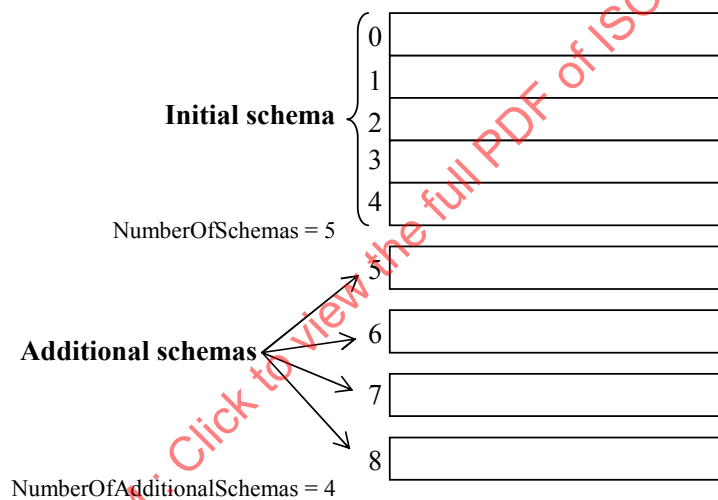 0
1
Initial schema
2
3
4
NumberOfSchemas = 5
5
6
Additional schemas
7
8
NumberOfAdditionalSchemas = 4
: Click to view the full PDF of ISO